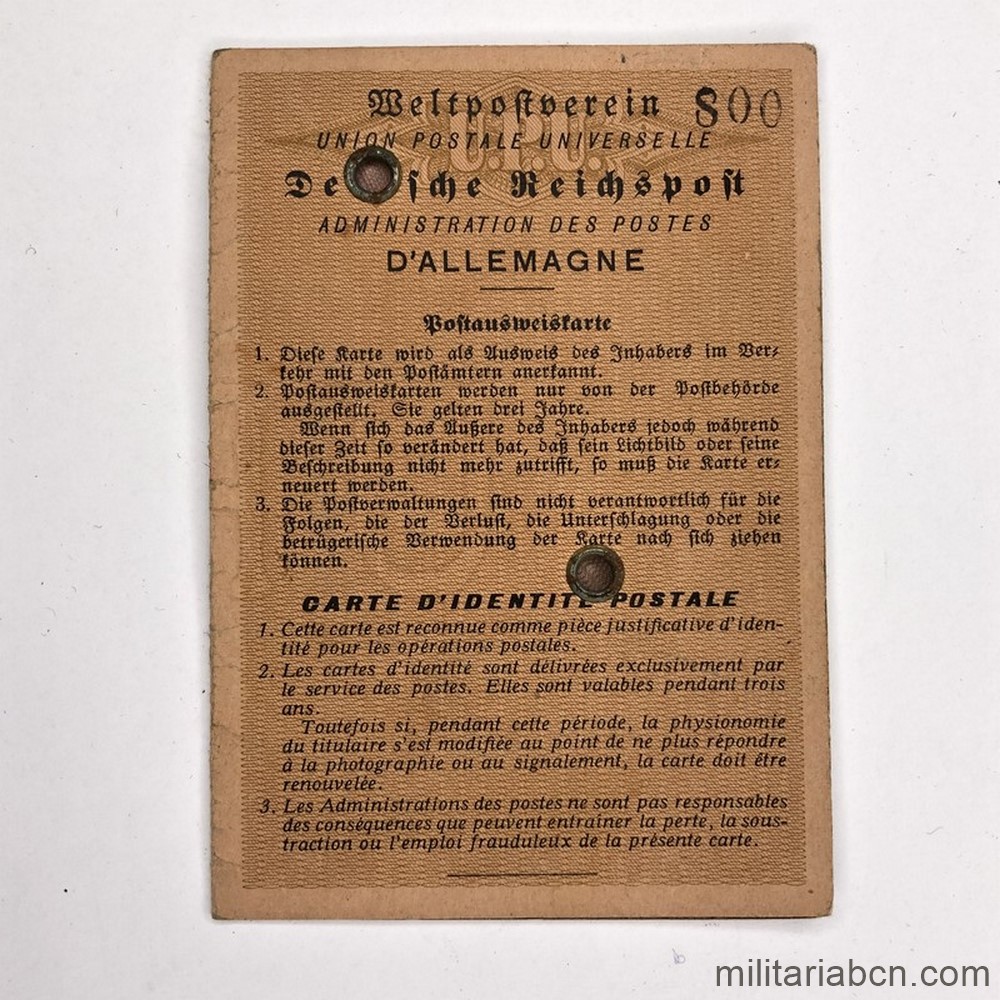 Weltpostverein 800
UNION POSTALE UNIVERSELLE
U.P.U.
De sche Reichspost
ADMINISTRATION DES POSTES
D'ALLEMAGNE
Postausweiskarte
1. Diese Karte wird als Ausweis des Inhabers im Ver-
kehr mit den Postämtern anerkannt.
2. Postausweiskarten werden nur von der Postbehörde
ausgestellt. Sie gelten drei Jahre.
Wenn sich das Äußere des Inhabers jedoch während
dieser Zeit so verändert hat, daß sein Lichtbild oder seine
Beschreibung nicht mehr zutrifft, so muß die Karte er-
neuert werden.
3. Die Postverwaltungen sind nicht verantwortlich für die
Folgen, die der Verlust, die Unterschlagung oder die
betrügerische Verwendung der Karte nach sich ziehen
können.
CARTE D'IDENTITÉ POSTALE
1. Cette carte est reconnue comme pièce justificative d'iden-
tité pour les opérations postales.
2. Les cartes d'identité sont délivrées exclusivement par
le service des postes. Elles sont valables pendant trois
ans.
Toutefois si, pendant cette période, la physionomie
du titulaire s'est modifiée au point de ne plus répondre
à la photographie ou au signalement, la carte doit être
renouvelée.
3. Les Administrations des postes ne sont pas responsables
des conséquences que peuvent entraîner la perte, la sous-
traction ou l'emploi frauduleux de la présente carte.
militariabcn.com